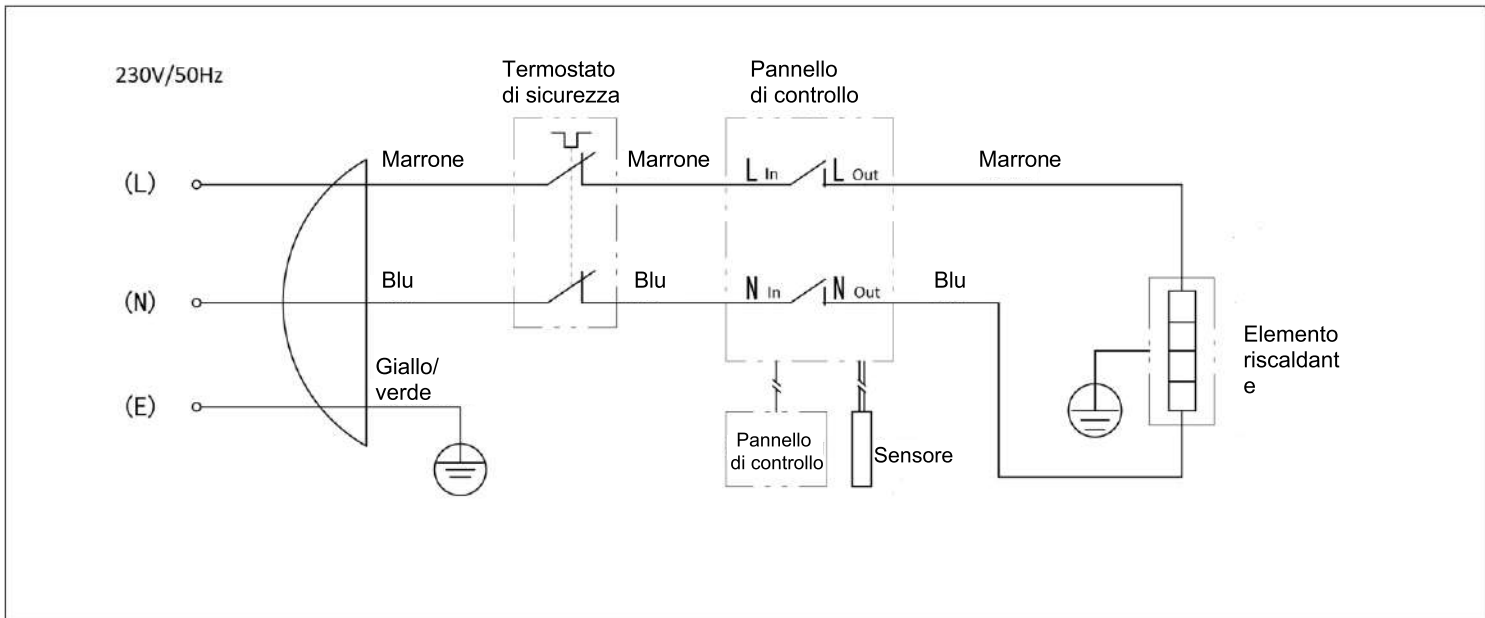 230V/50Hz
Termostato
di sicurezza
Pannello
di controllo
(L)
Marrone
Marrone
L In
L Out
Marrone
(N)
Blu
Blu
N In
N Out
Blu
Elemento
riscaldant
e
(E)
Giallo/
verde
Pannello
di controllo
Sensore